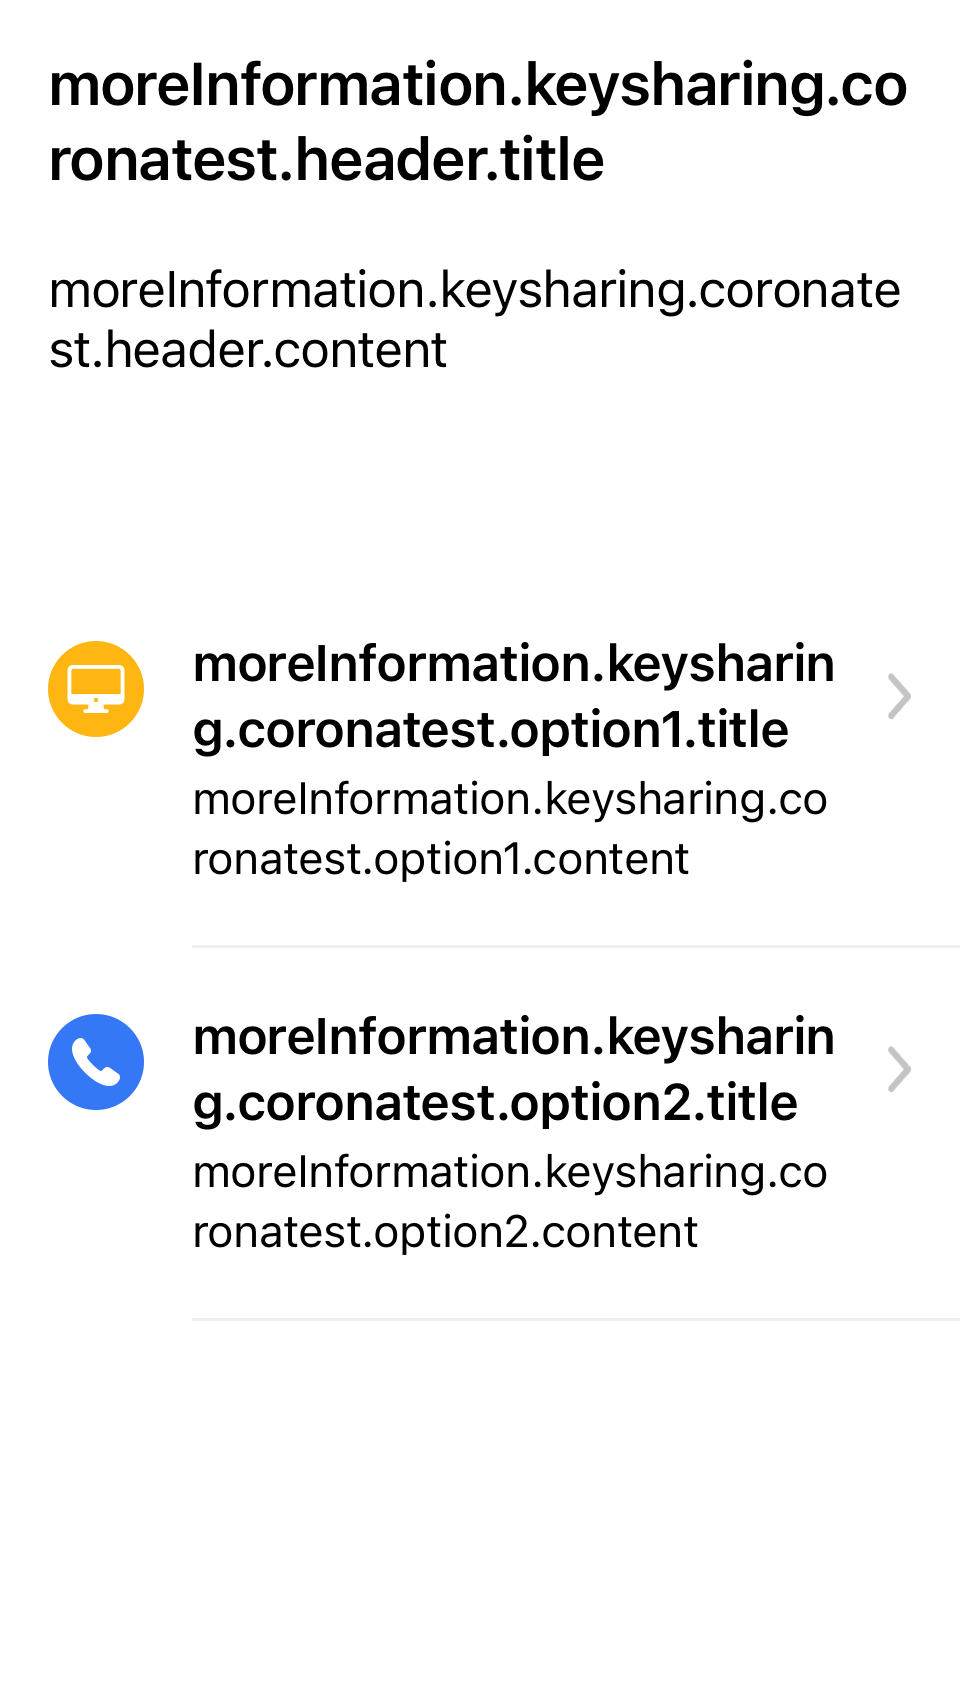 moreInformation.keysharing.co
ronatest.header.title
moreInformation.keysharing.coronate
st.header.content
moreInformation.keysharin
g.coronatest.option1.title
moreInformation.keysharing.co
ronatest.option1.content
moreInformation.keysharin
g.coronatest.option2.title
moreInformation.keysharing.co
ronatest.option2.content